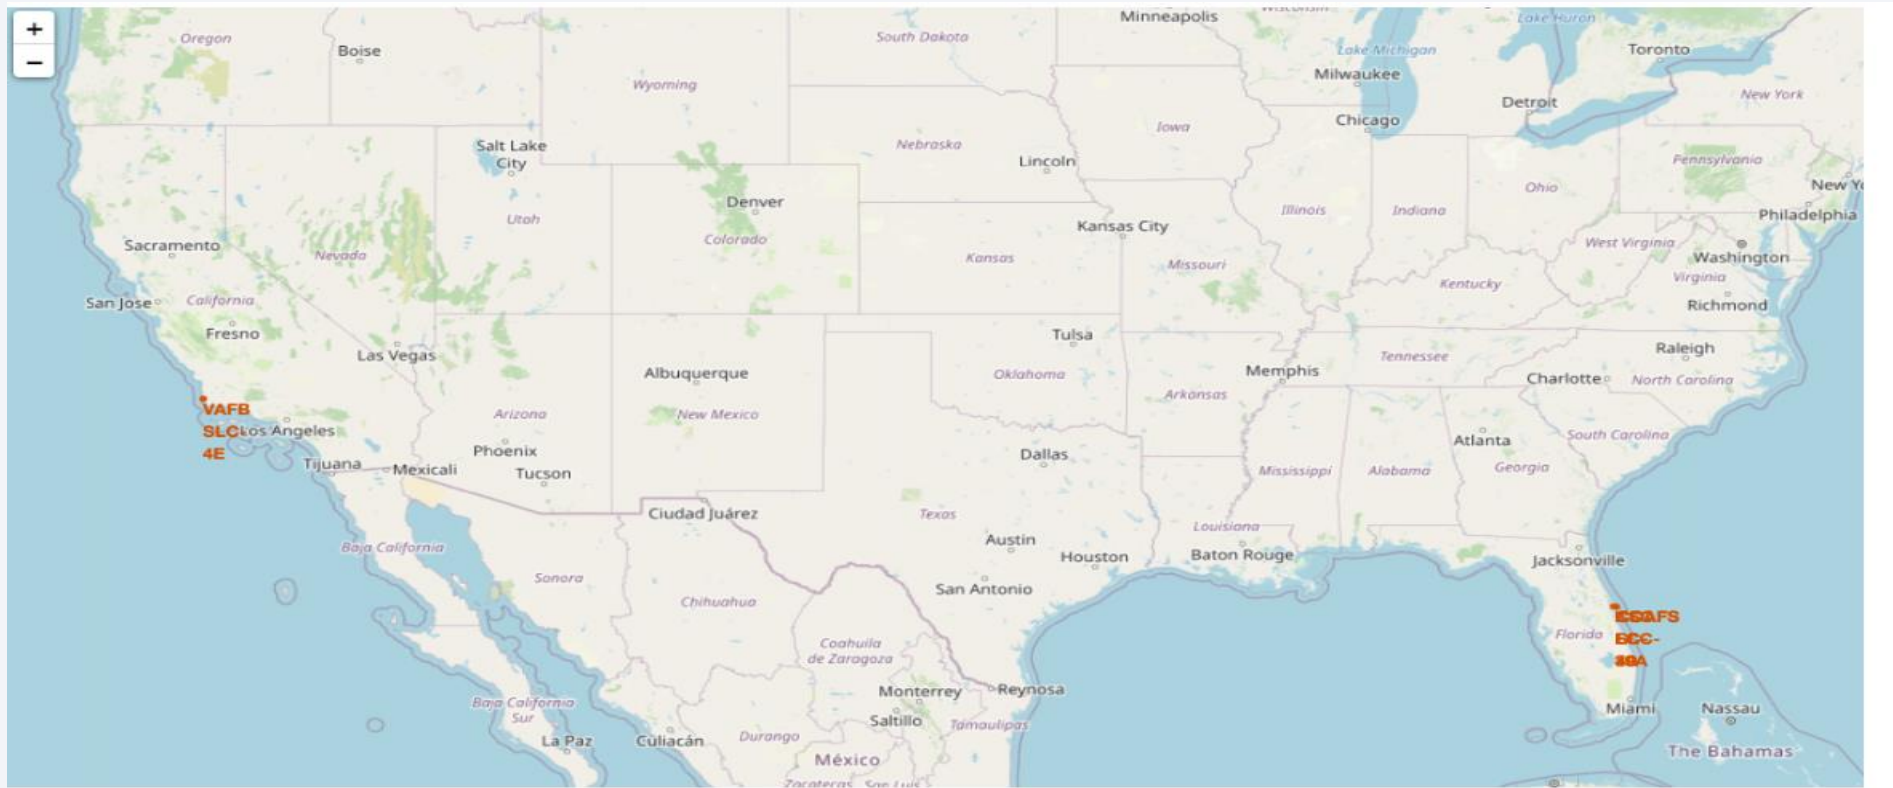 +
−
Oregon
Boise
South Dakota
Minneapolis
Wisconsin
Lake Huron
Lake Michigan
Toronto
Wyoming
Milwaukee
Detroit
New York
Chicago
Iowa
Salt Lake
City
Nebraska
Lincoln
Pennsylvania
New Yo
Ohio
Denver
Utah
Colorado
Illinois
Indiana
Philadelphia
Kansas City
Sacramento
Nevada
Kansas
Missouri
West Virginia
Washington
Virginia
Kentucky
San Jose
California
Richmond
Fresno
Las Vegas
Tulsa
Raleigh
Tennessee
Albuquerque
Oklahoma
Memphis
Charlotte
North Carolina
Arkansas
VAFB
SLC-
4E
Los Angeles
Arizona
New Mexico
Atlanta
South Carolina
Phoenix
Dallas
Tijuana
Mexicali
Tucson
Mississippi
Alabama
Georgia
Ciudad Juárez
Texas
Louisiana
Baja California
Austin
Houston
Baton Rouge
Jacksonville
Sonora
San Antonio
Chihuahua
Florida
Coahuila
de Zaragoza
Monterrey
Reynosa
Baja California
Sur
Saltillo
Tamaulipas
Miami
Nassau
La Paz
Culiacán
Durango
México
The Bahamas
Zacatecas
San Luis